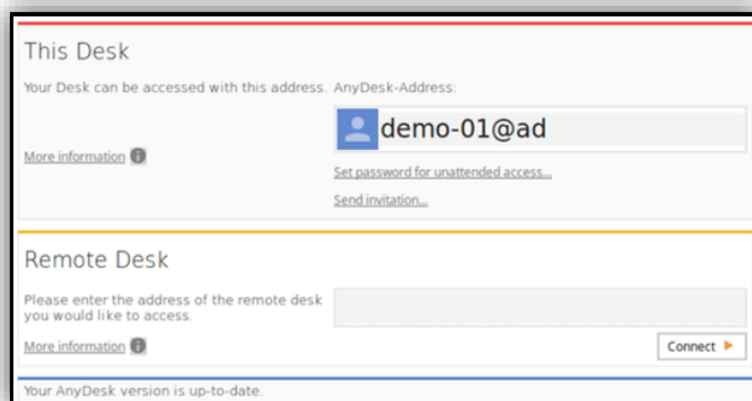 This Desk
Your Desk can be accessed with this address. AnyDesk-Address:
demo-01@ad
More information
Set password for unattended access...
Send invitation...
Remote Desk
Please enter the address of the remote desk
you would like to access.
More information
Connect
Your AnyDesk version is up-to-date.